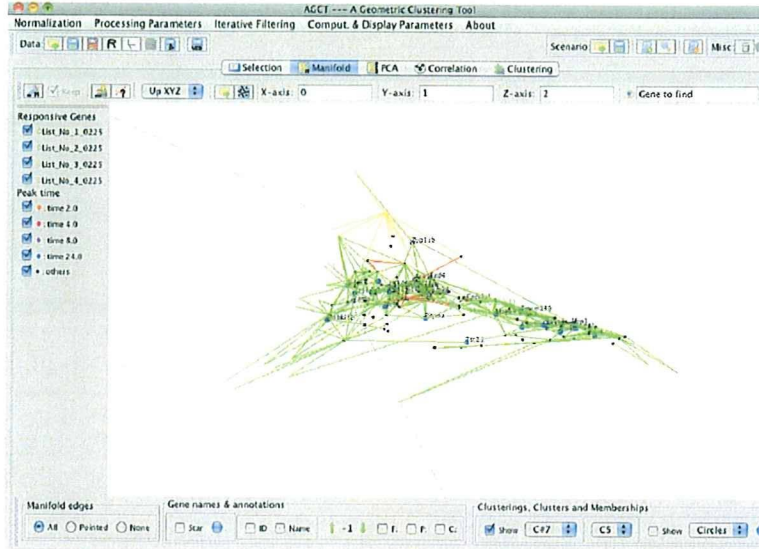 AGCT --- A Geometric Clustering Tool
Normalization Processing Parameters Iterative Filtering Comput. & Display Parameters About
Data: R Scenario: Misc:
Selection Manifold PCA Correlation Clustering
Keep ? Up XYZ X-axis: 0 Y-axis: 1 Z-axis: 2 Gene to find
Responsive Genes
List_No_1_0225
List_No_2_0225
List_No_3_0225
List_No_4_0225
Peak time
: time 2.0
: time 4.0
: time 8.0
: time 24.0
: others
Manifold edges Gene names & annotations Clusterings, Clusters and Memberships
All Pointed None Star ID Name -1 F: P: C: Show C#7 C5 Show Circles